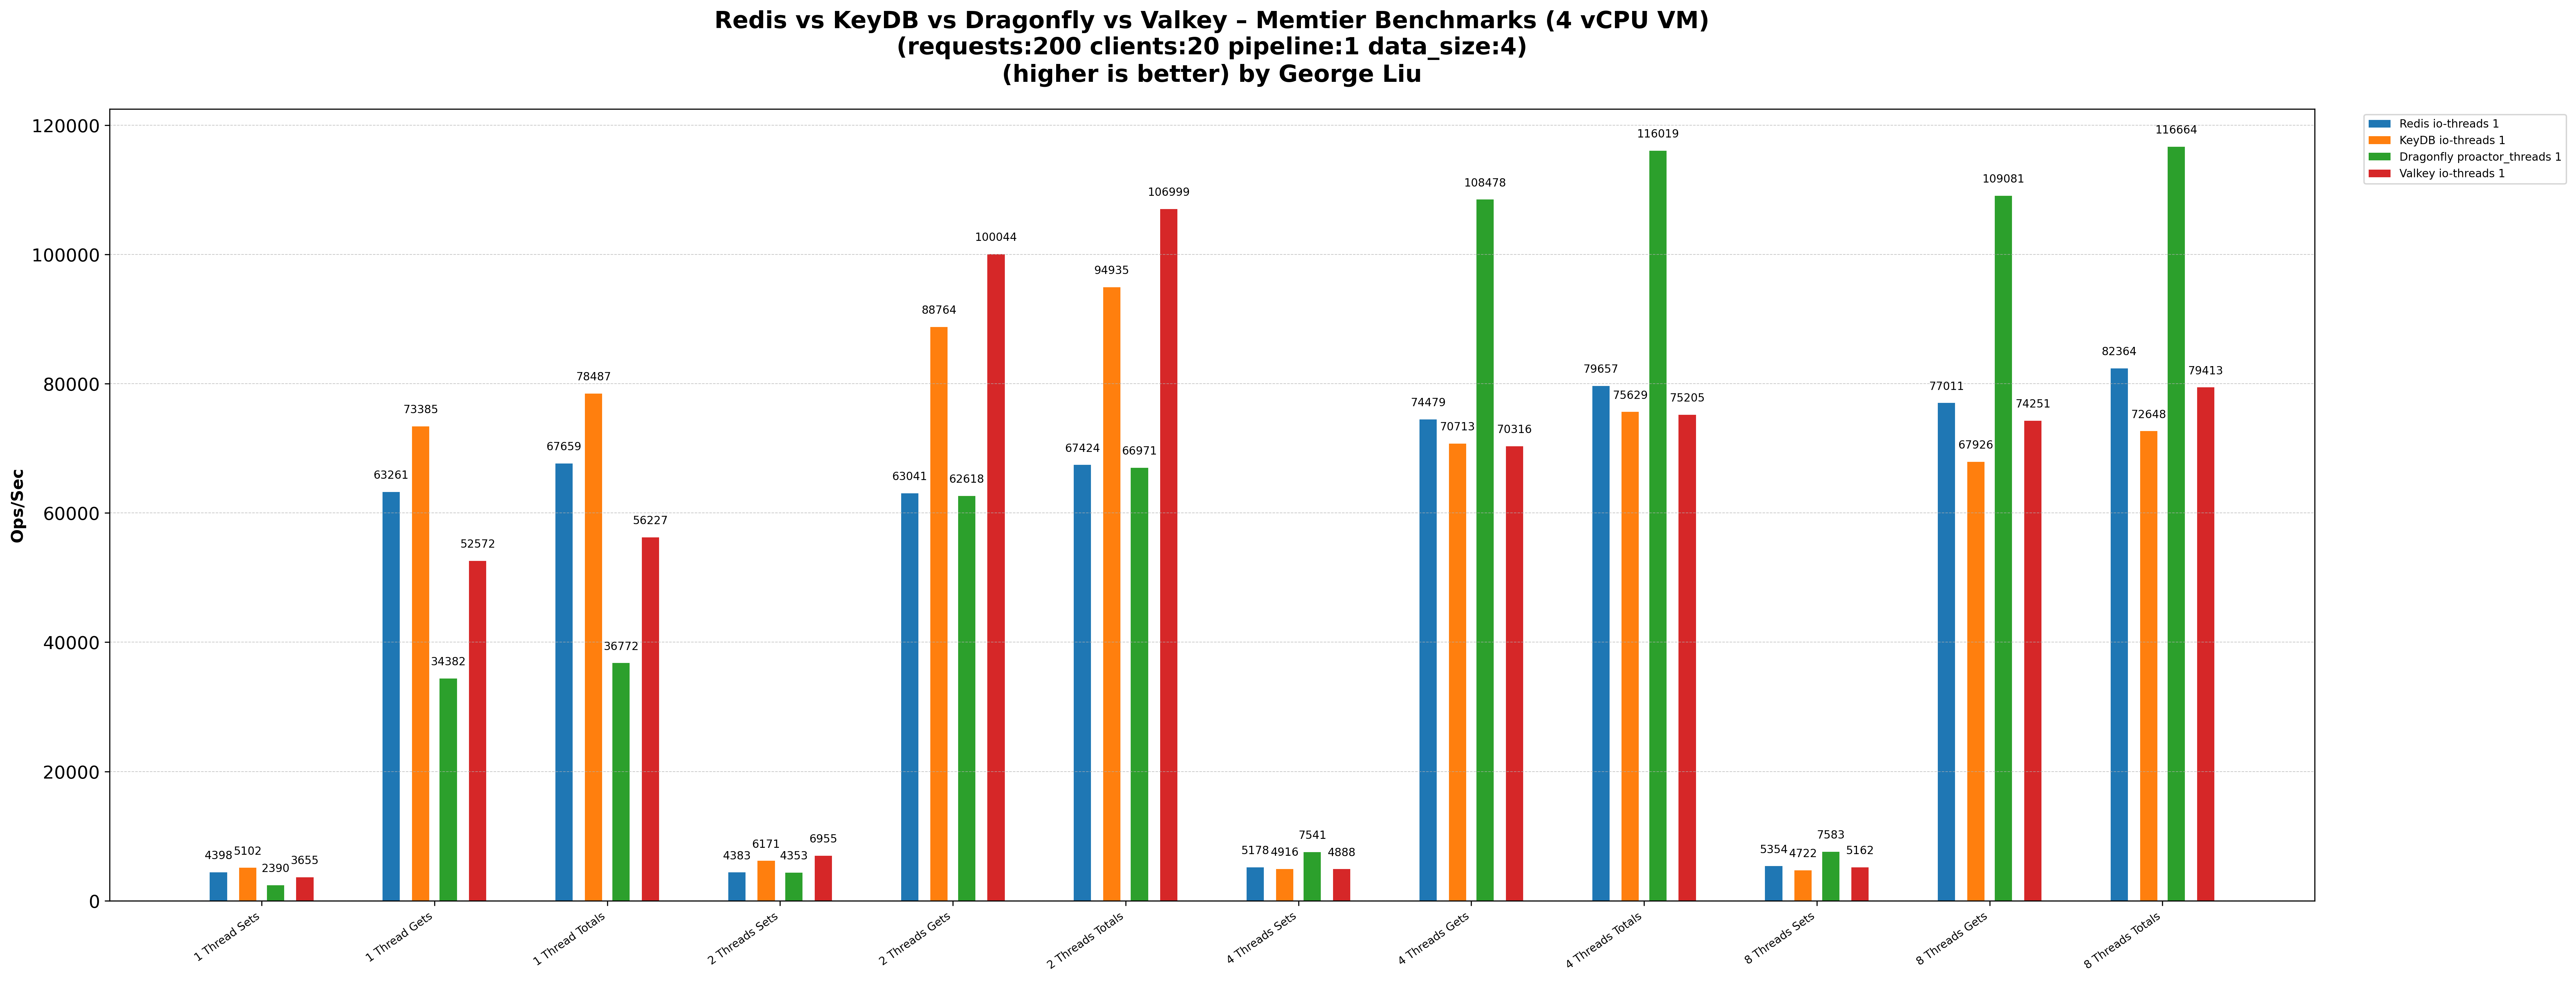 Redis vs KeyDB vs Dragonfly vs Valkey – Memtier Benchmarks (4 vCPU VM)
(requests:200 clients:20 pipeline:1 data_size:4)
(higher is better) by George Liu
Redis io-threads 1
KeyDB io-threads 1
Dragonfly proactor_threads 1
Valkey io-threads 1
Ops/Sec
120000
100000
80000
60000
40000
20000
0
4398
5102
2390
3655
63261
73385
34382
52572
67659
78487
36772
56227
4383
6171
4353
6955
63041
88764
62618
100044
67424
94935
66971
106999
5178
4916
7541
4888
74479
70713
108478
70316
79657
75629
116019
75205
5354
4722
7583
5162
77011
67926
109081
74251
82364
72648
116664
79413
1 Thread Sets
1 Thread Gets
1 Thread Totals
2 Threads Sets
2 Threads Gets
2 Threads Totals
4 Threads Sets
4 Threads Gets
4 Threads Totals
8 Threads Sets
8 Threads Gets
8 Threads Totals